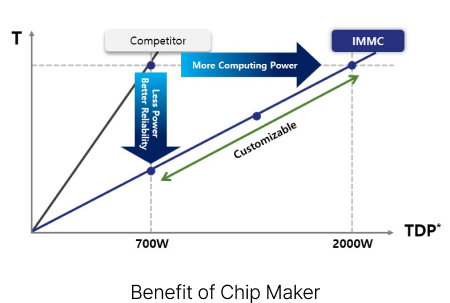 T
Competitor
IMMC
More Computing Power
Less Power
Better Reliability
Customizable
700W
2000W
TDP*
Benefit of Chip Maker